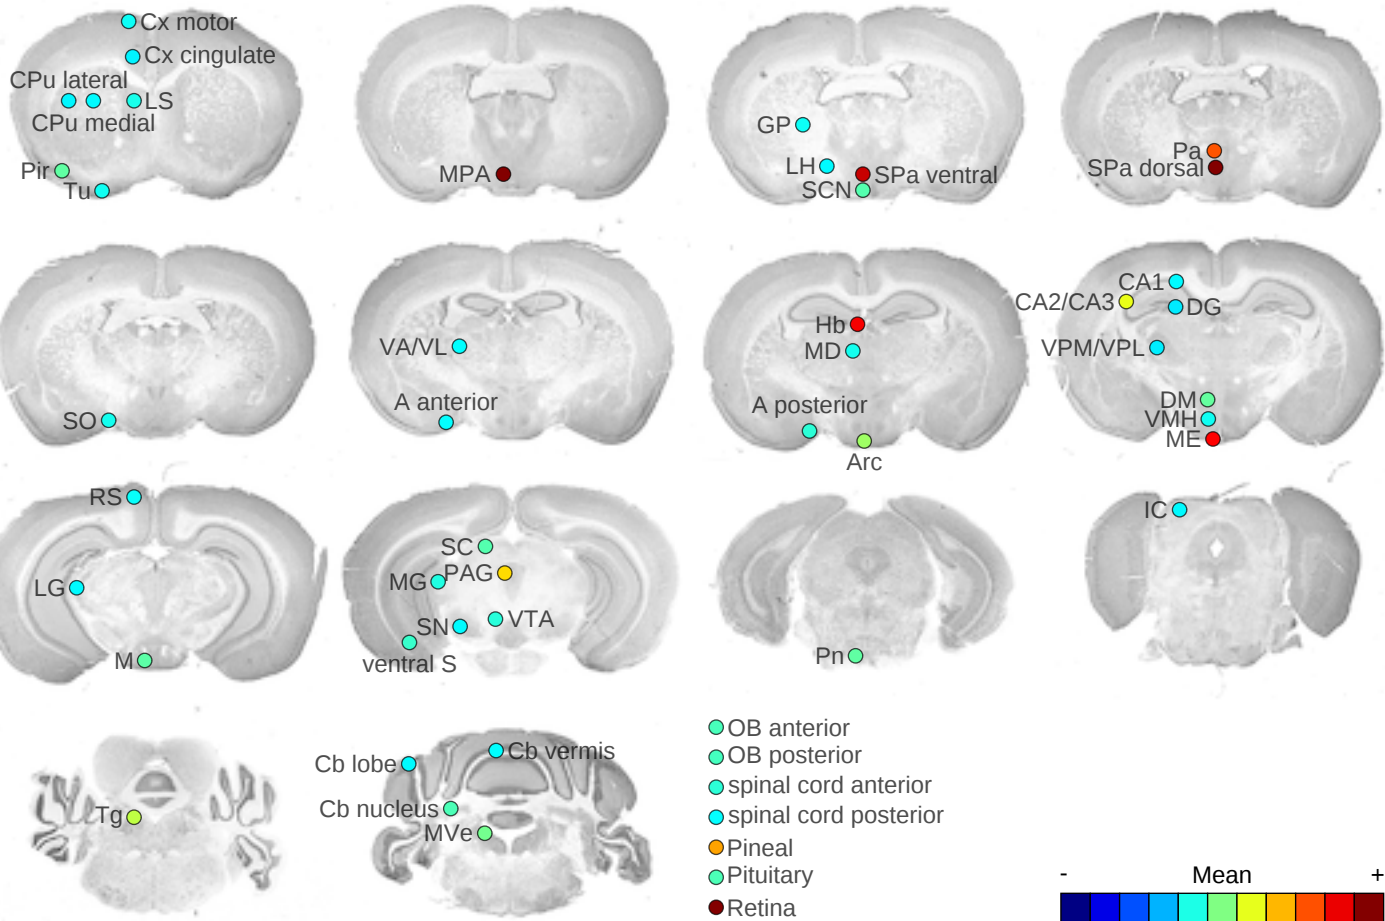 Cx motor
Cx cingulate
CPu lateral
LS
CPu medial
Pir
Tu
MPA
GP
LH
SPa ventral
SCN
Pa
SPa dorsal
SO
VA/VL
A anterior
Hb
MD
A posterior
Arc
CA1
CA2/CA3
DG
VPM/VPL
DM
VMH
ME
RS
LG
M
SC
PAG
MG
VTA
SN
ventral S
Pn
IC
Tg
Cb lobe
Cb vermis
Cb nucleus
MVe
OB anterior
OB posterior
spinal cord anterior
spinal cord posterior
Pineal
Pituitary
Retina
- Mean +